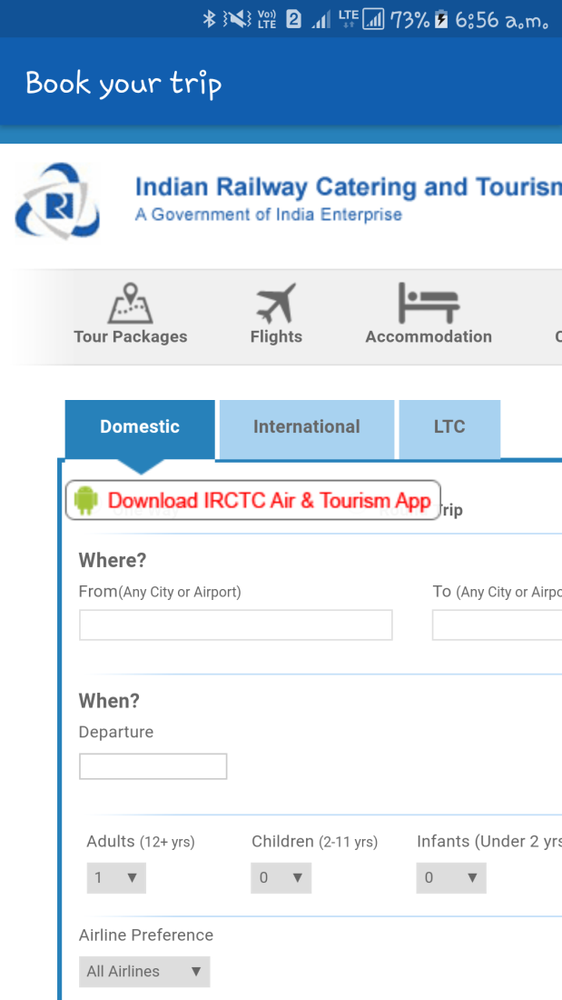 Vo)) LTE 2 LTE 73% 6:56 a.m.
Book your trip
Indian Railway Catering and Tourism
A Government of India Enterprise
Tour Packages Flights Accommodation
Domestic International LTC
Download IRCTC Air & Tourism App Trip
Where?
From(Any City or Airport) To (Any City or Airpo
When?
Departure
Adults (12+ yrs) Children (2-11 yrs) Infants (Under 2 yrs
1 0 0
Airline Preference
All Airlines